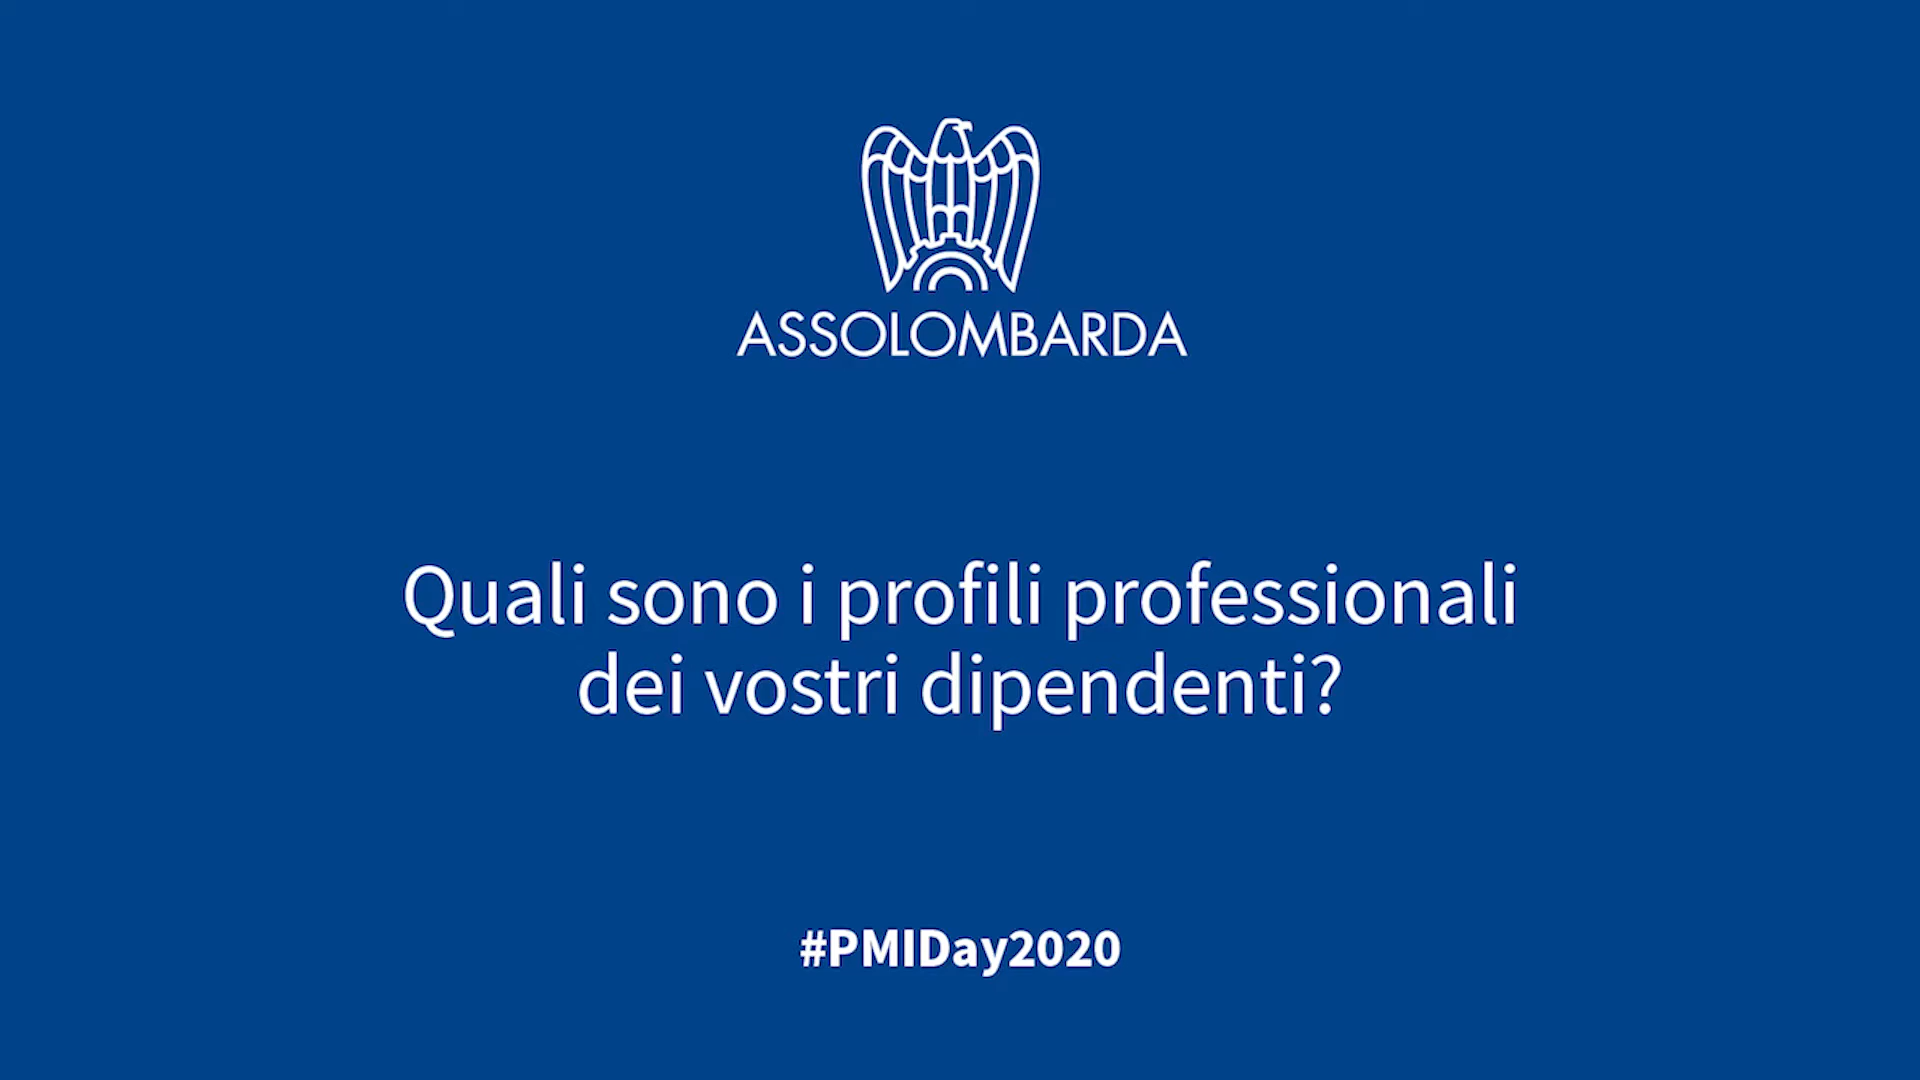 ASSOLOMBARDA
Quali sono i profili professionali
dei vostri dipendenti?
#PMIDay2020